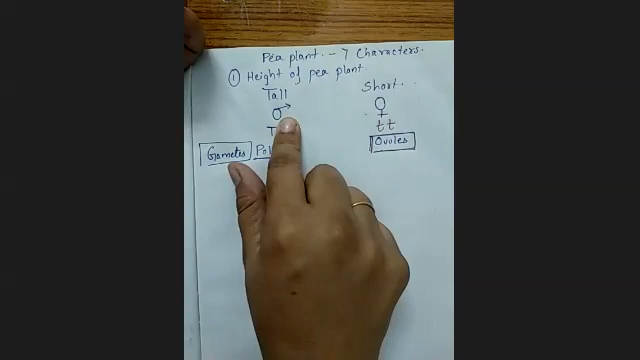 Pea plant. - 7 Characters.
① Height of pea plant.
Tall Short..
♂ ♀
T tt
Gametes Ovules